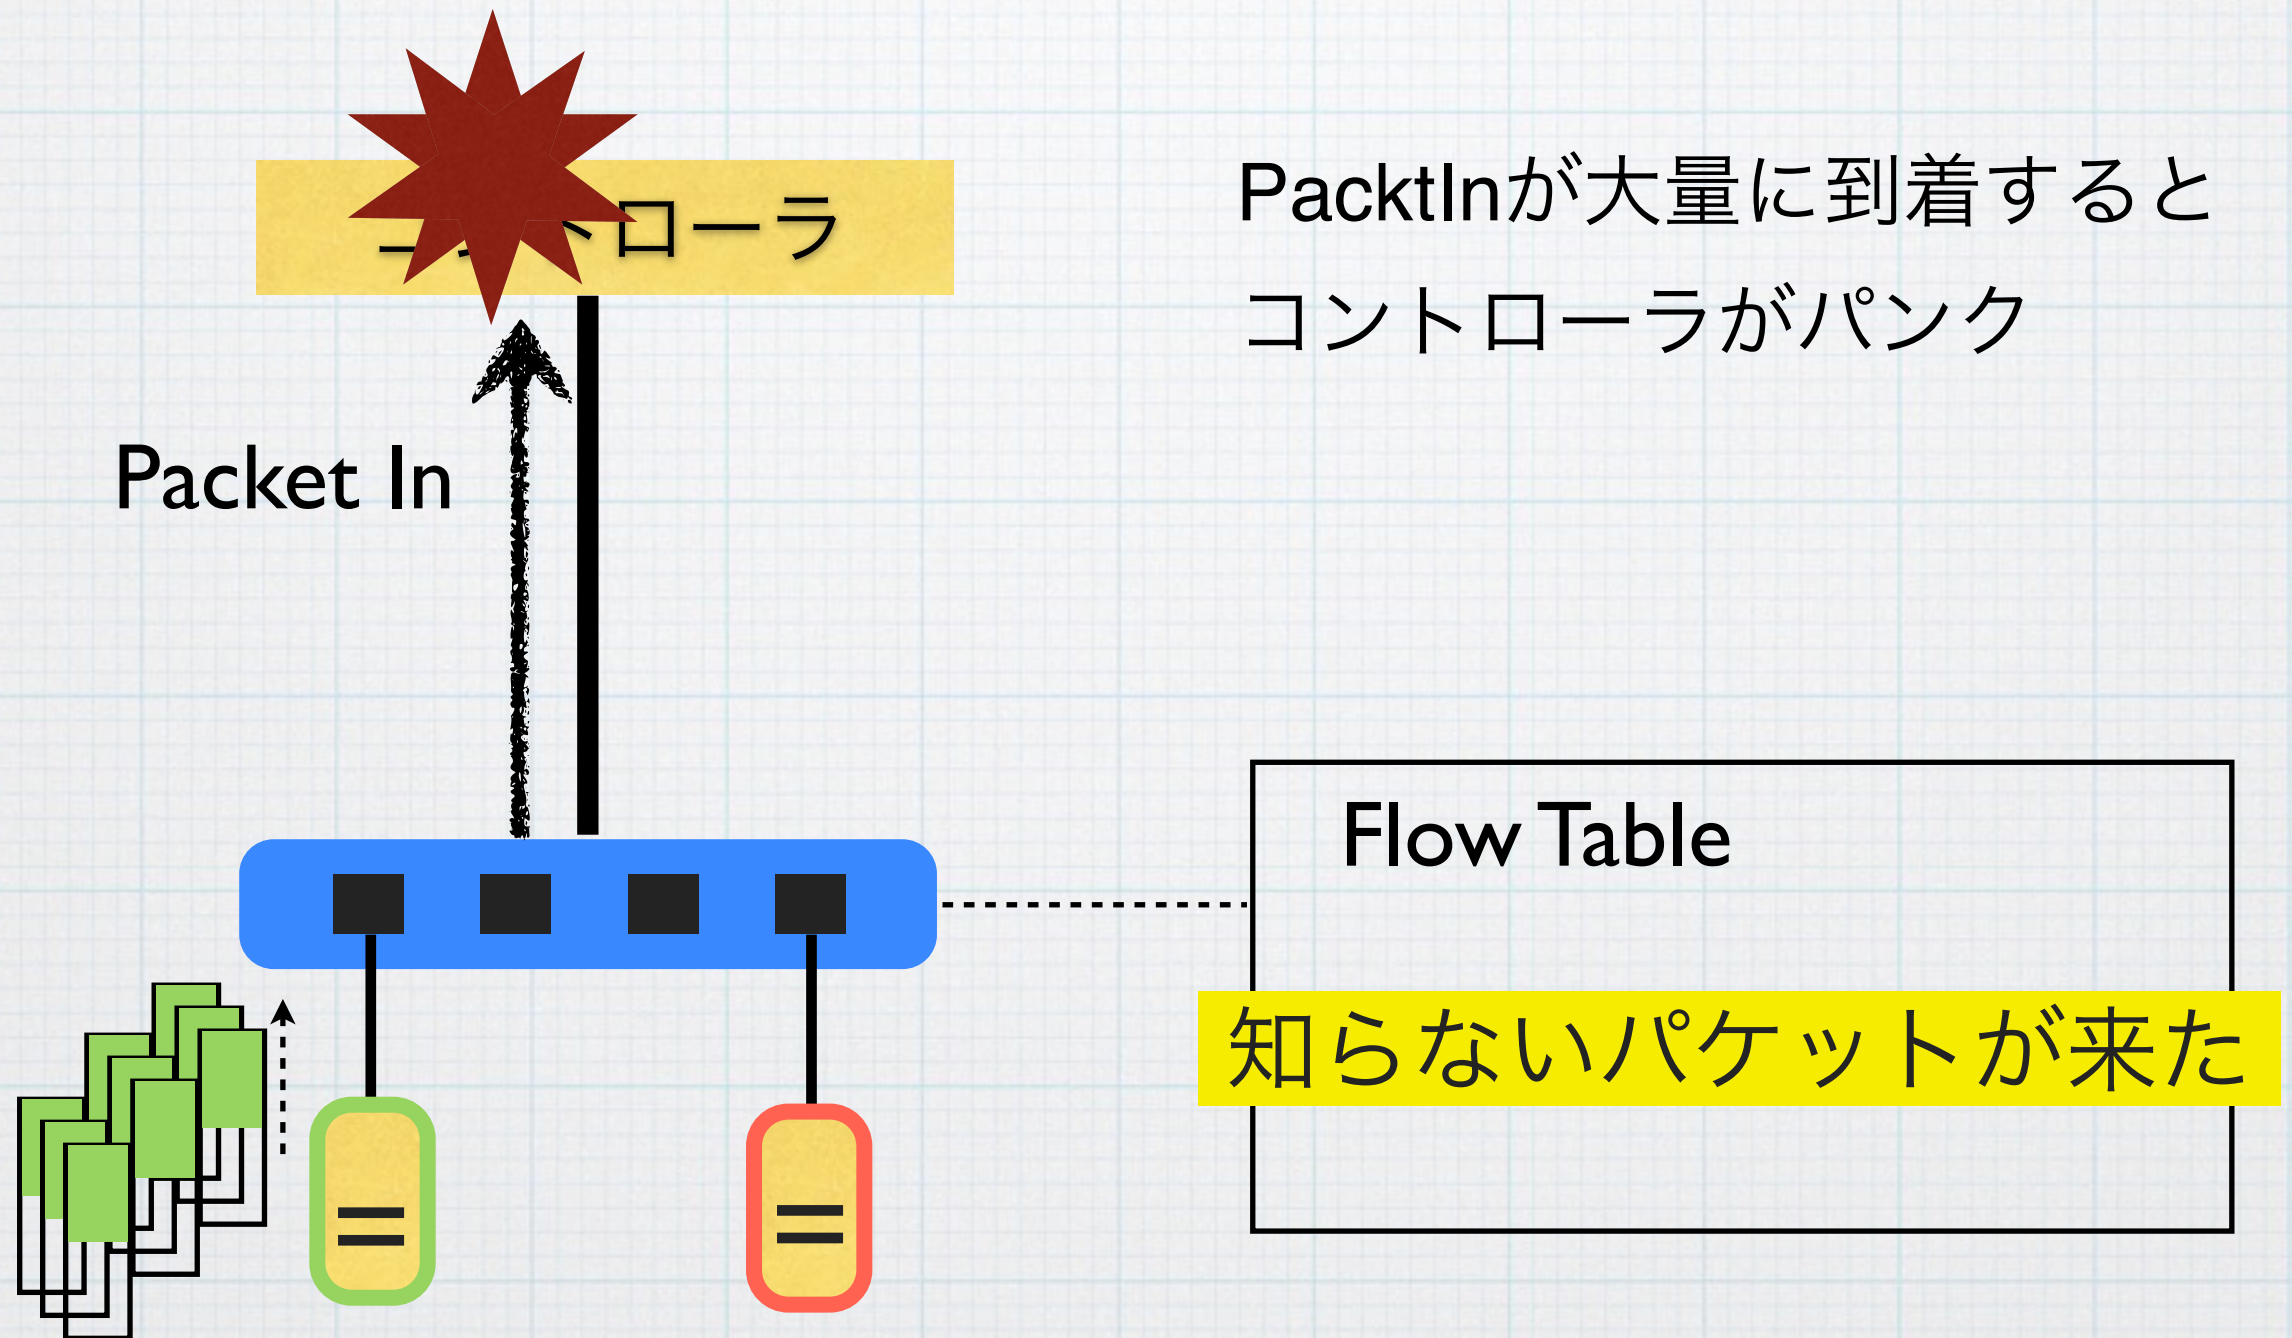 ローラ
PacktInが大量に到着すると
コントローラがパンク
Packet In
Flow Table
知らないパケットが来た